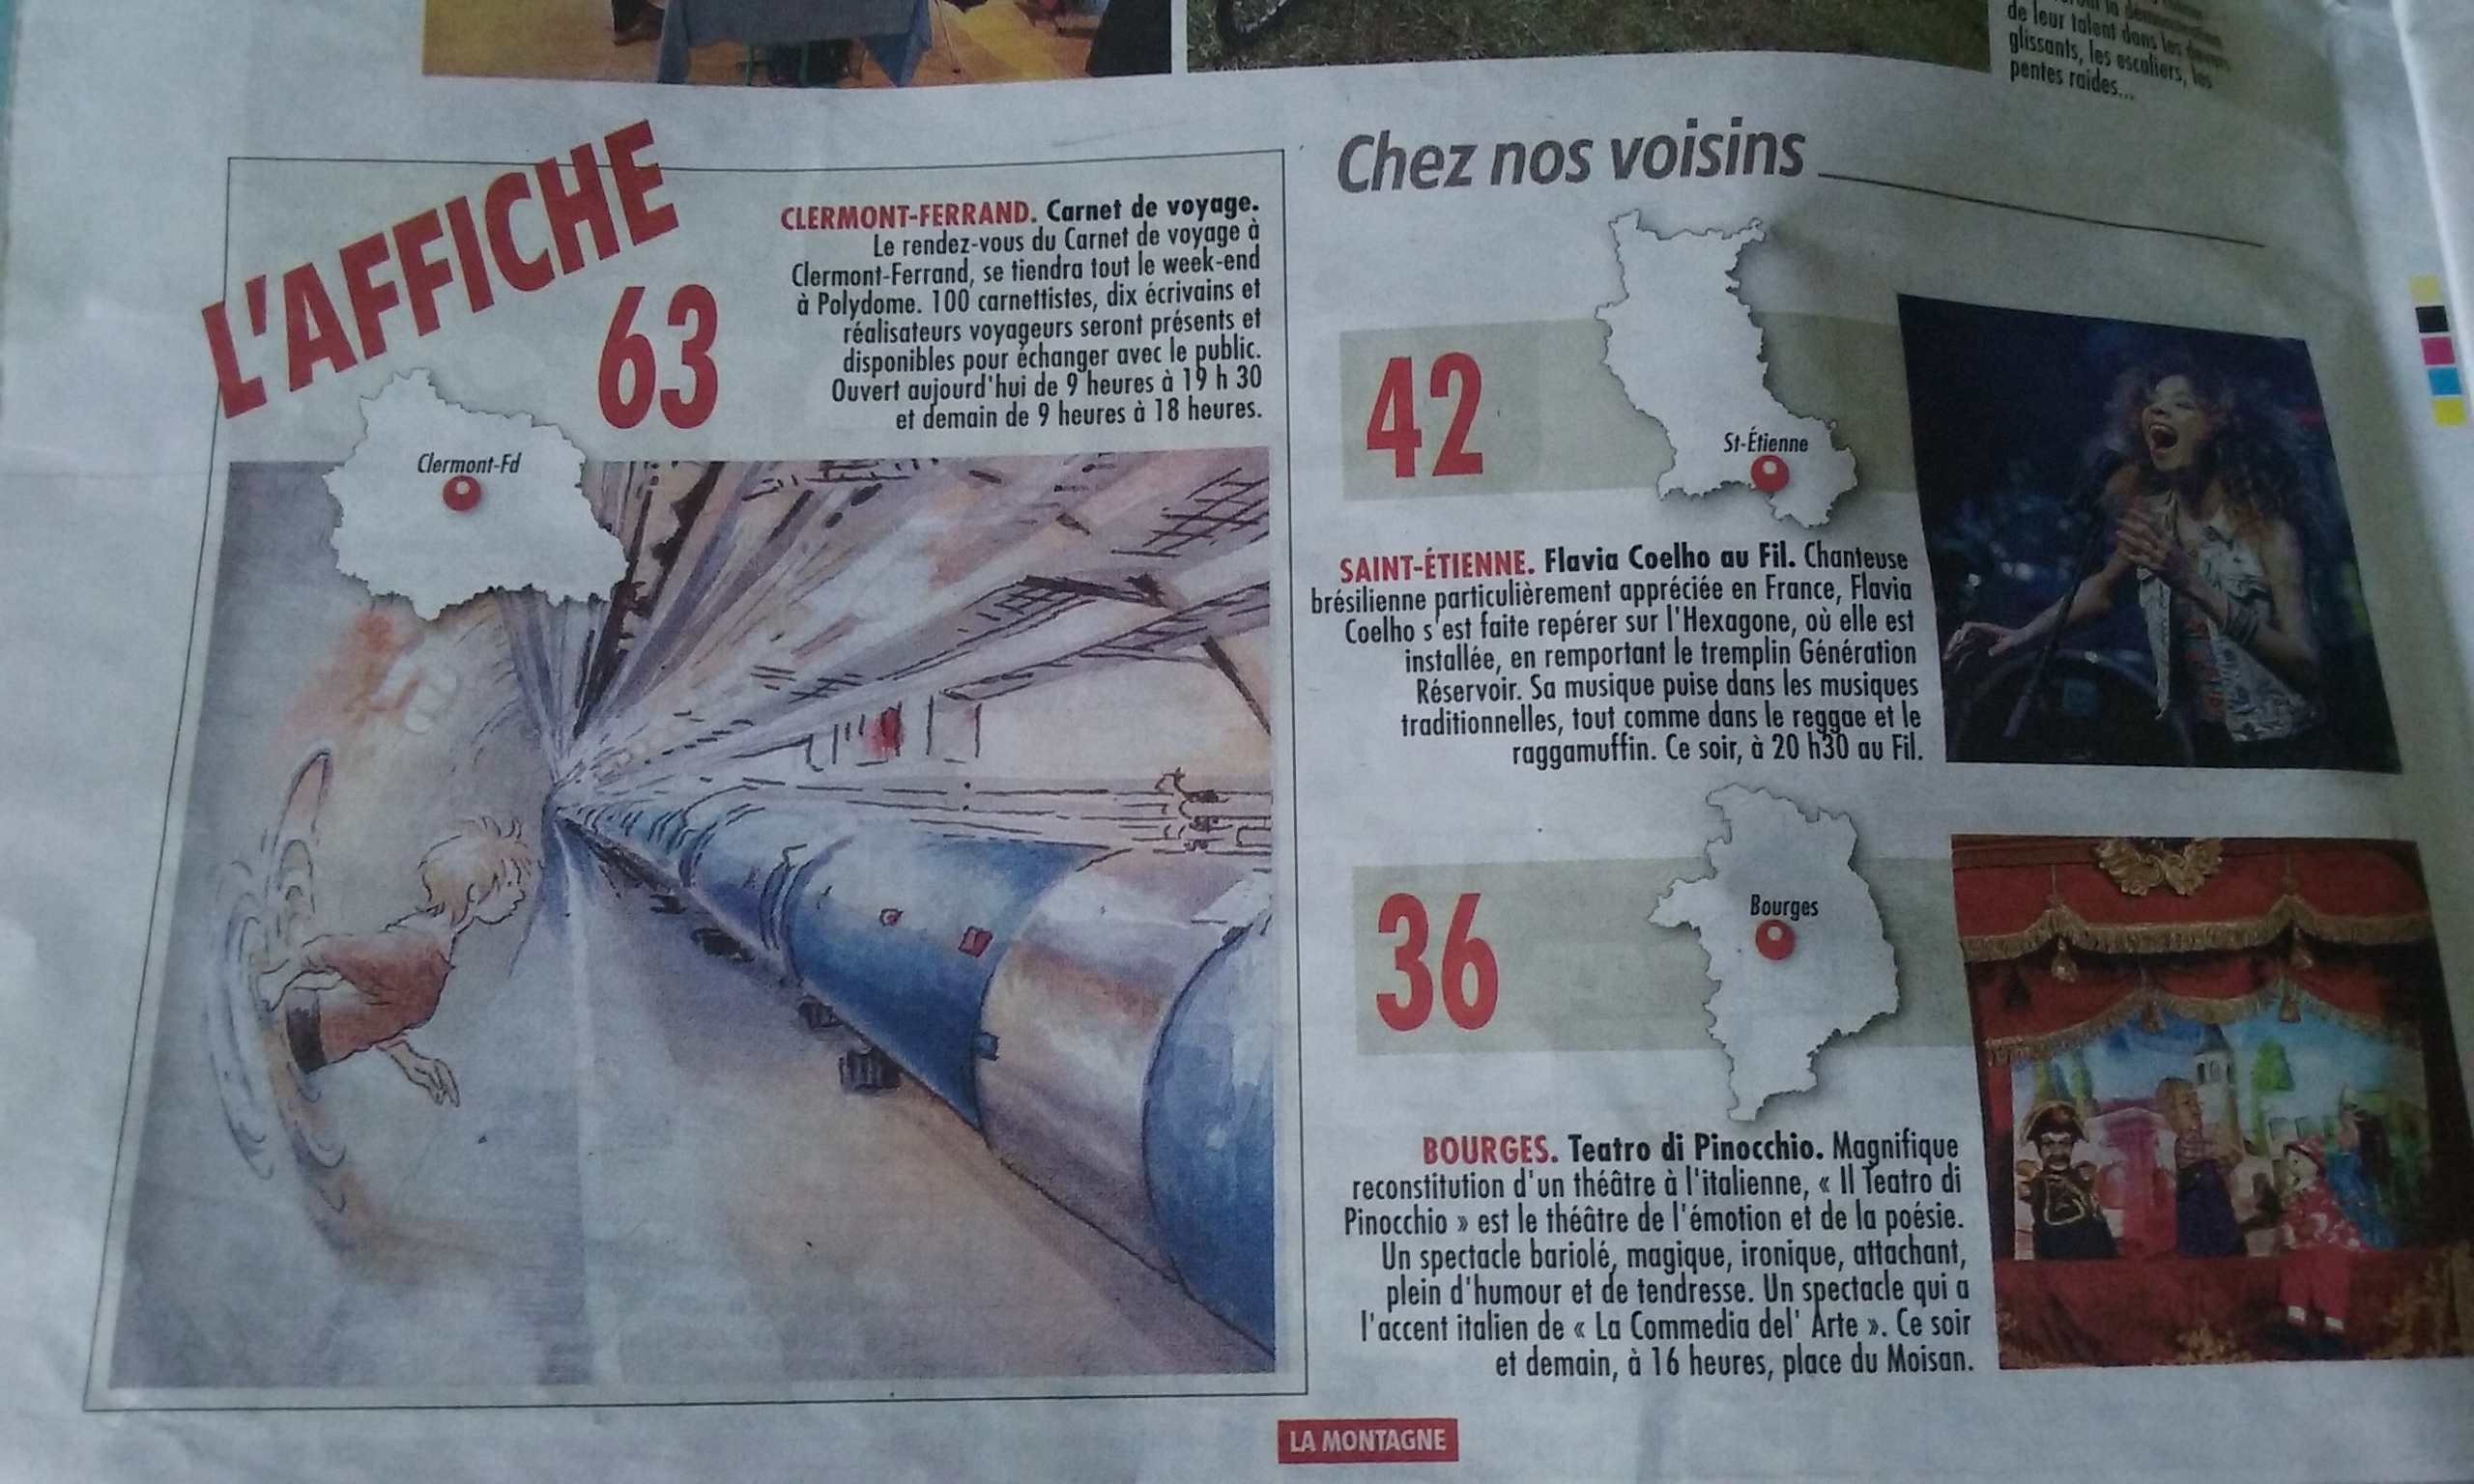 de leur talent dans les
glissants, les escaliers, les
pentes raides...
L'AFFICHE
63
Clermont-Fd
CLERMONT-FERRAND. Carnet de voyage.
Le rendez-vous du Carnet de voyage à
Clermont-Ferrand, se tiendra tout le week-end
à Polydome. 100 carnettistes, dix écrivains et
réalisateurs voyageurs seront présents et
disponibles pour échanger avec le public.
Ouvert aujourd'hui de 9 heures à 19 h 30
et demain de 9 heures à 18 heures.
Chez nos voisins
42
St-Étienne
SAINT-ÉTIENNE. Flavia Coelho au Fil. Chanteuse
brésilienne particulièrement appréciée en France, Flavia
Coelho s'est faite repérer sur l'Hexagone, où elle est
installée, en remportant le tremplin Génération
Réservoir. Sa musique puise dans les musiques
traditionnelles, tout comme dans le reggae et le
raggamuffin. Ce soir, à 20 h30 au Fil.
36
Bourges
BOURGES. Teatro di Pinocchio. Magnifique
reconstitution d'un théâtre à l'italienne, « Il Teatro di
Pinocchio » est le théâtre de l'émotion et de la poésie.
Un spectacle bariolé, magique, ironique, attachant,
plein d'humour et de tendresse. Un spectacle qui a
l'accent italien de « La Commedia del' Arte ». Ce soir
et demain, à 16 heures, place du Moisan.
LA MONTAGNE